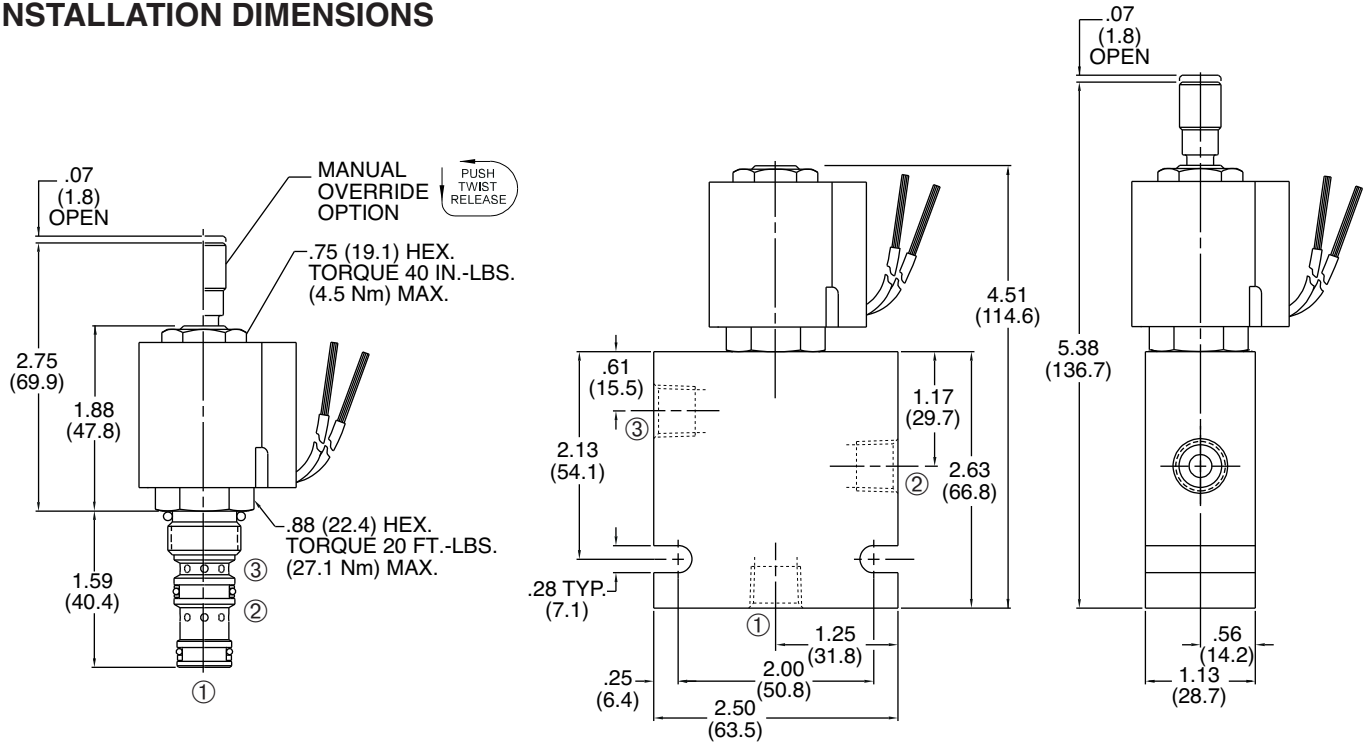 NSTALLATION DIMENSIONS
.07
(1.8)
OPEN
MANUAL
OVERRIDE
OPTION
PUSH
TWIST
RELEASE
.75 (19.1) HEX.
TORQUE 40 IN.-LBS.
(4.5 Nm) MAX.
2.75
(69.9)
1.88
(47.8)
.88 (22.4) HEX.
TORQUE 20 FT.-LBS.
(27.1 Nm) MAX.
1.59
(40.4)
③
②
①
4.51
(114.6)
.61
(15.5)
③
1.17
(29.7)
2.13
(54.1)
②
2.63
(66.8)
.28 TYP.
(7.1)
①
1.25
(31.8)
.25
(6.4)
2.00
(50.8)
2.50
(63.5)
.07
(1.8)
OPEN
5.38
(136.7)
.56
(14.2)
1.13
(28.7)